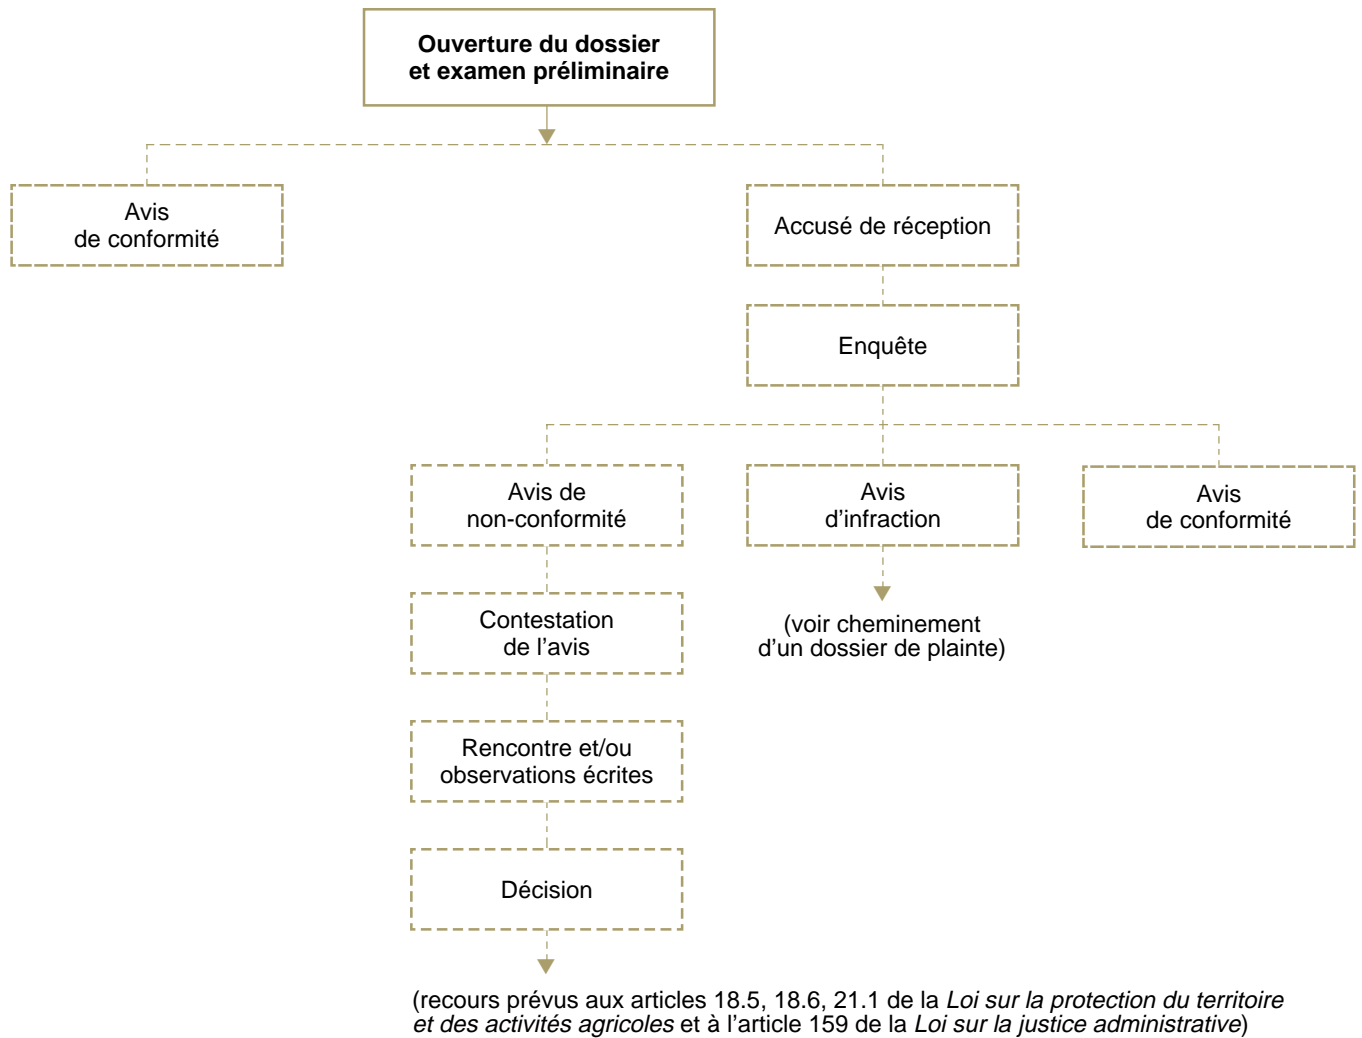 Ouverture du dossier
et examen préliminaire
Avis
de conformité
Accusé de réception
Enquête
Avis de
non-conformité
Avis
d’infraction
Avis
de conformité
Contestation
de l’avis
(voir cheminement
d’un dossier de plainte)
Rencontre et/ou
observations écrites
Décision
(recours prévus aux articles 18.5, 18.6, 21.1 de la Loi sur la protection du territoire
et des activités agricoles et à l’article 159 de la Loi sur la justice administrative)